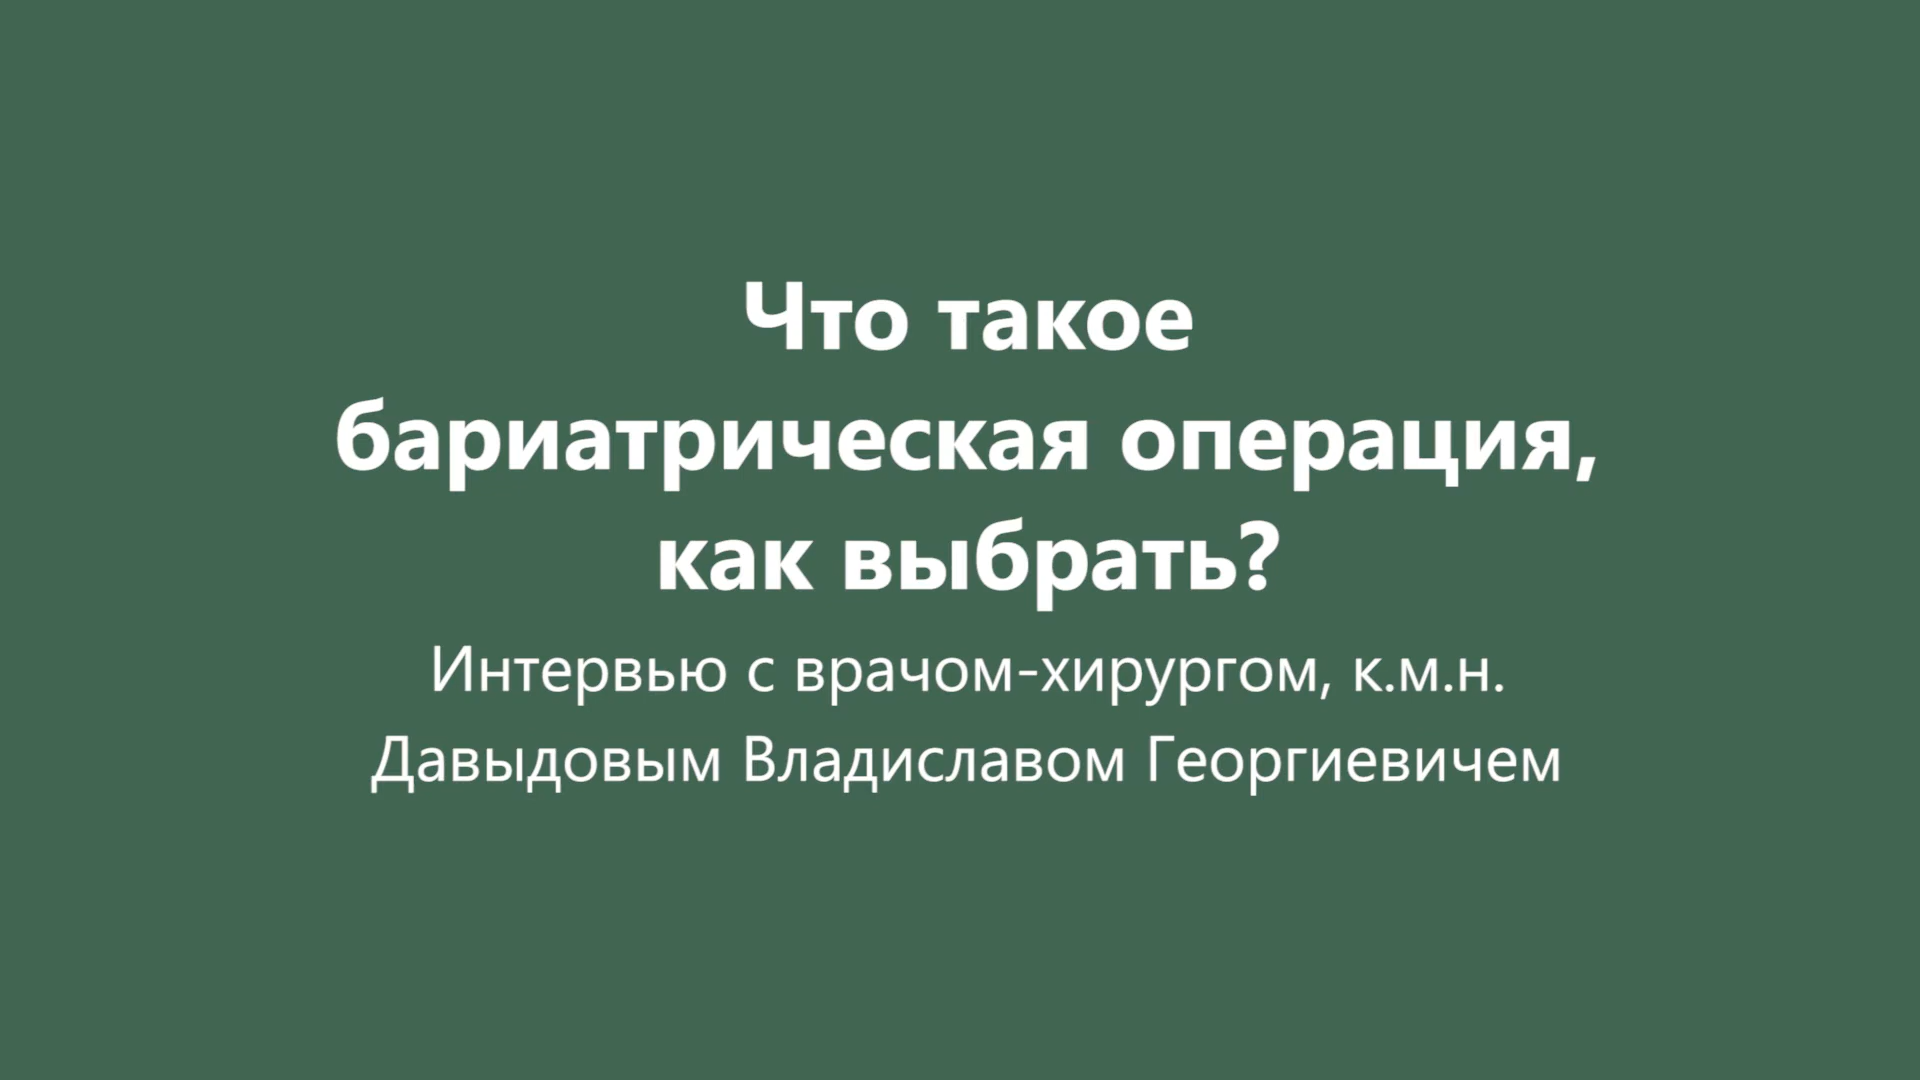 Что такое
бариатрическая операция,
как выбрать?
Интервью с врачом-хирургом, к.м.н.
Давыдовым Владиславом Георгиевичем